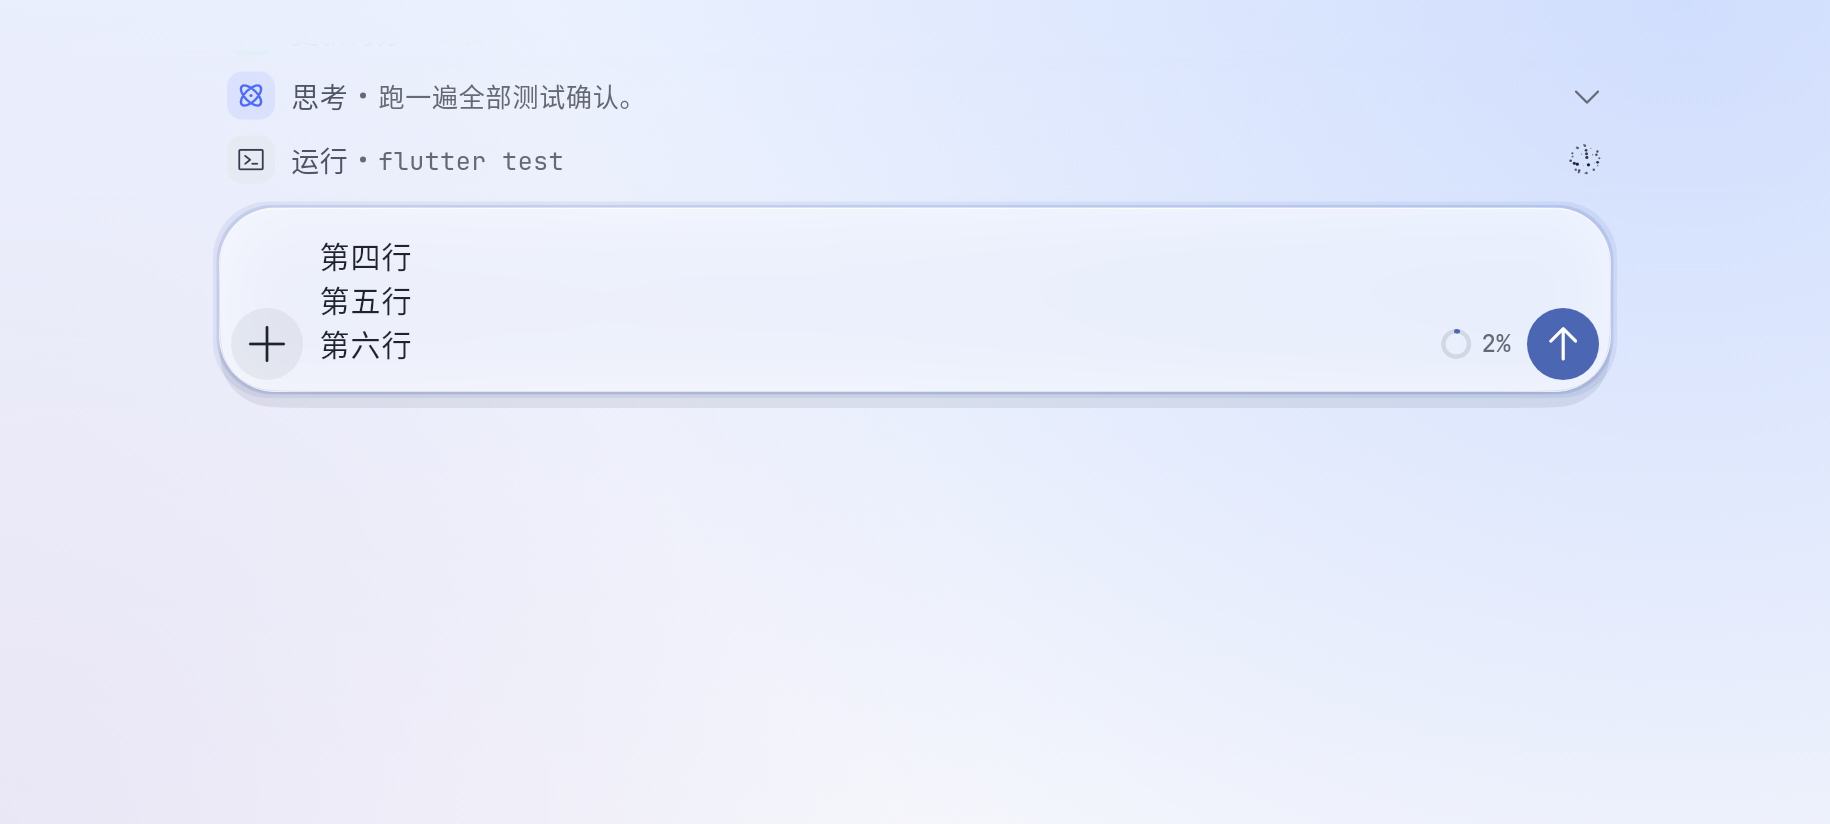 思考・跑一遍全部测试确认。
运行・flutter test
第四行
第五行
第六行
2%